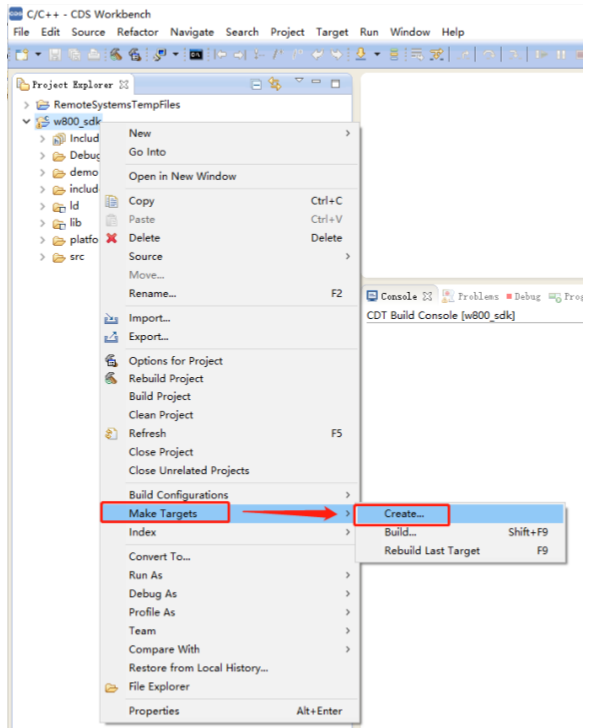 C/C++ - CDS Workbench
File Edit Source Refactor Navigate Search Project Target Run Window Help
Project Explorer
RemoteSystemsTempFiles
w800_sdk
Includ
Debug
demo
includ
ld
lib
platfo
src
New
Go Into
Open in New Window
Copy Ctrl+C
Paste Ctrl+V
Delete Delete
Source
Move...
Rename... F2
Import...
Export...
Options for Project
Rebuild Project
Build Project
Clean Project
Refresh F5
Close Project
Close Unrelated Projects
Build Configurations
Make Targets
Index
Convert To...
Run As
Debug As
Profile As
Team
Compare With
Restore from Local History...
File Explorer
Properties Alt+Enter
Console Problems Debug Prog
CDT Build Console [w800_sdk]
Create...
Build... Shift+F9
Rebuild Last Target F9